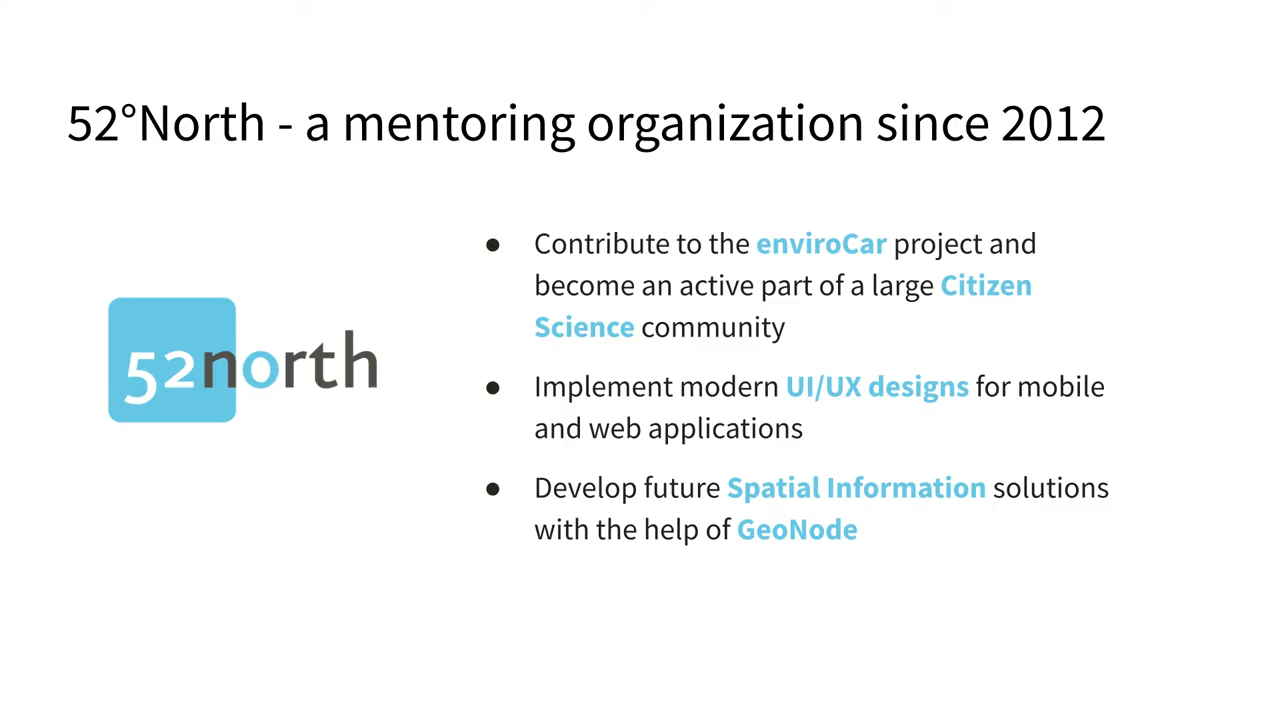 52°North - a mentoring organization since 2012
52north
● Contribute to the enviroCar project and
become an active part of a large Citizen
Science community
● Implement modern UI/UX designs for mobile
and web applications
● Develop future Spatial Information solutions
with the help of GeoNode